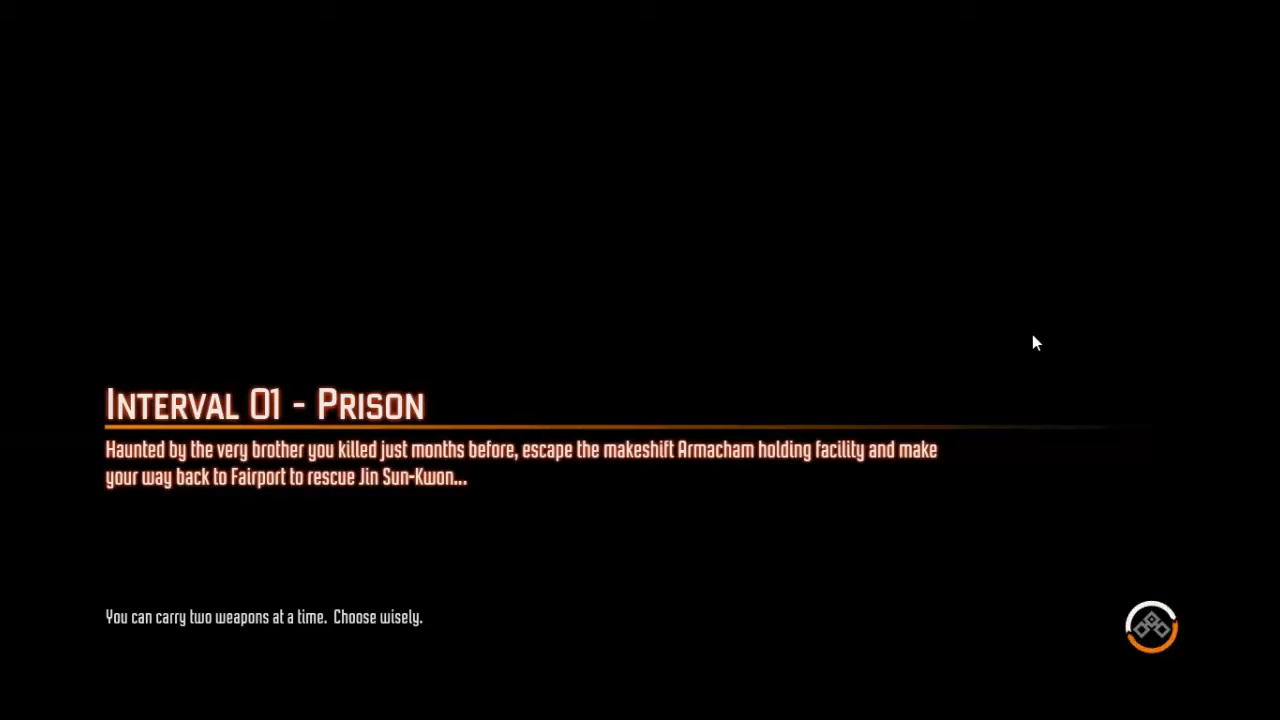 Interval 01 - Prison
Haunted by the very brother you killed just months before, escape the makeshift Armacham holding facility and make
your way back to Fairport to rescue Jin Sun-Kwon...
You can carry two weapons at a time.  Choose wisely.